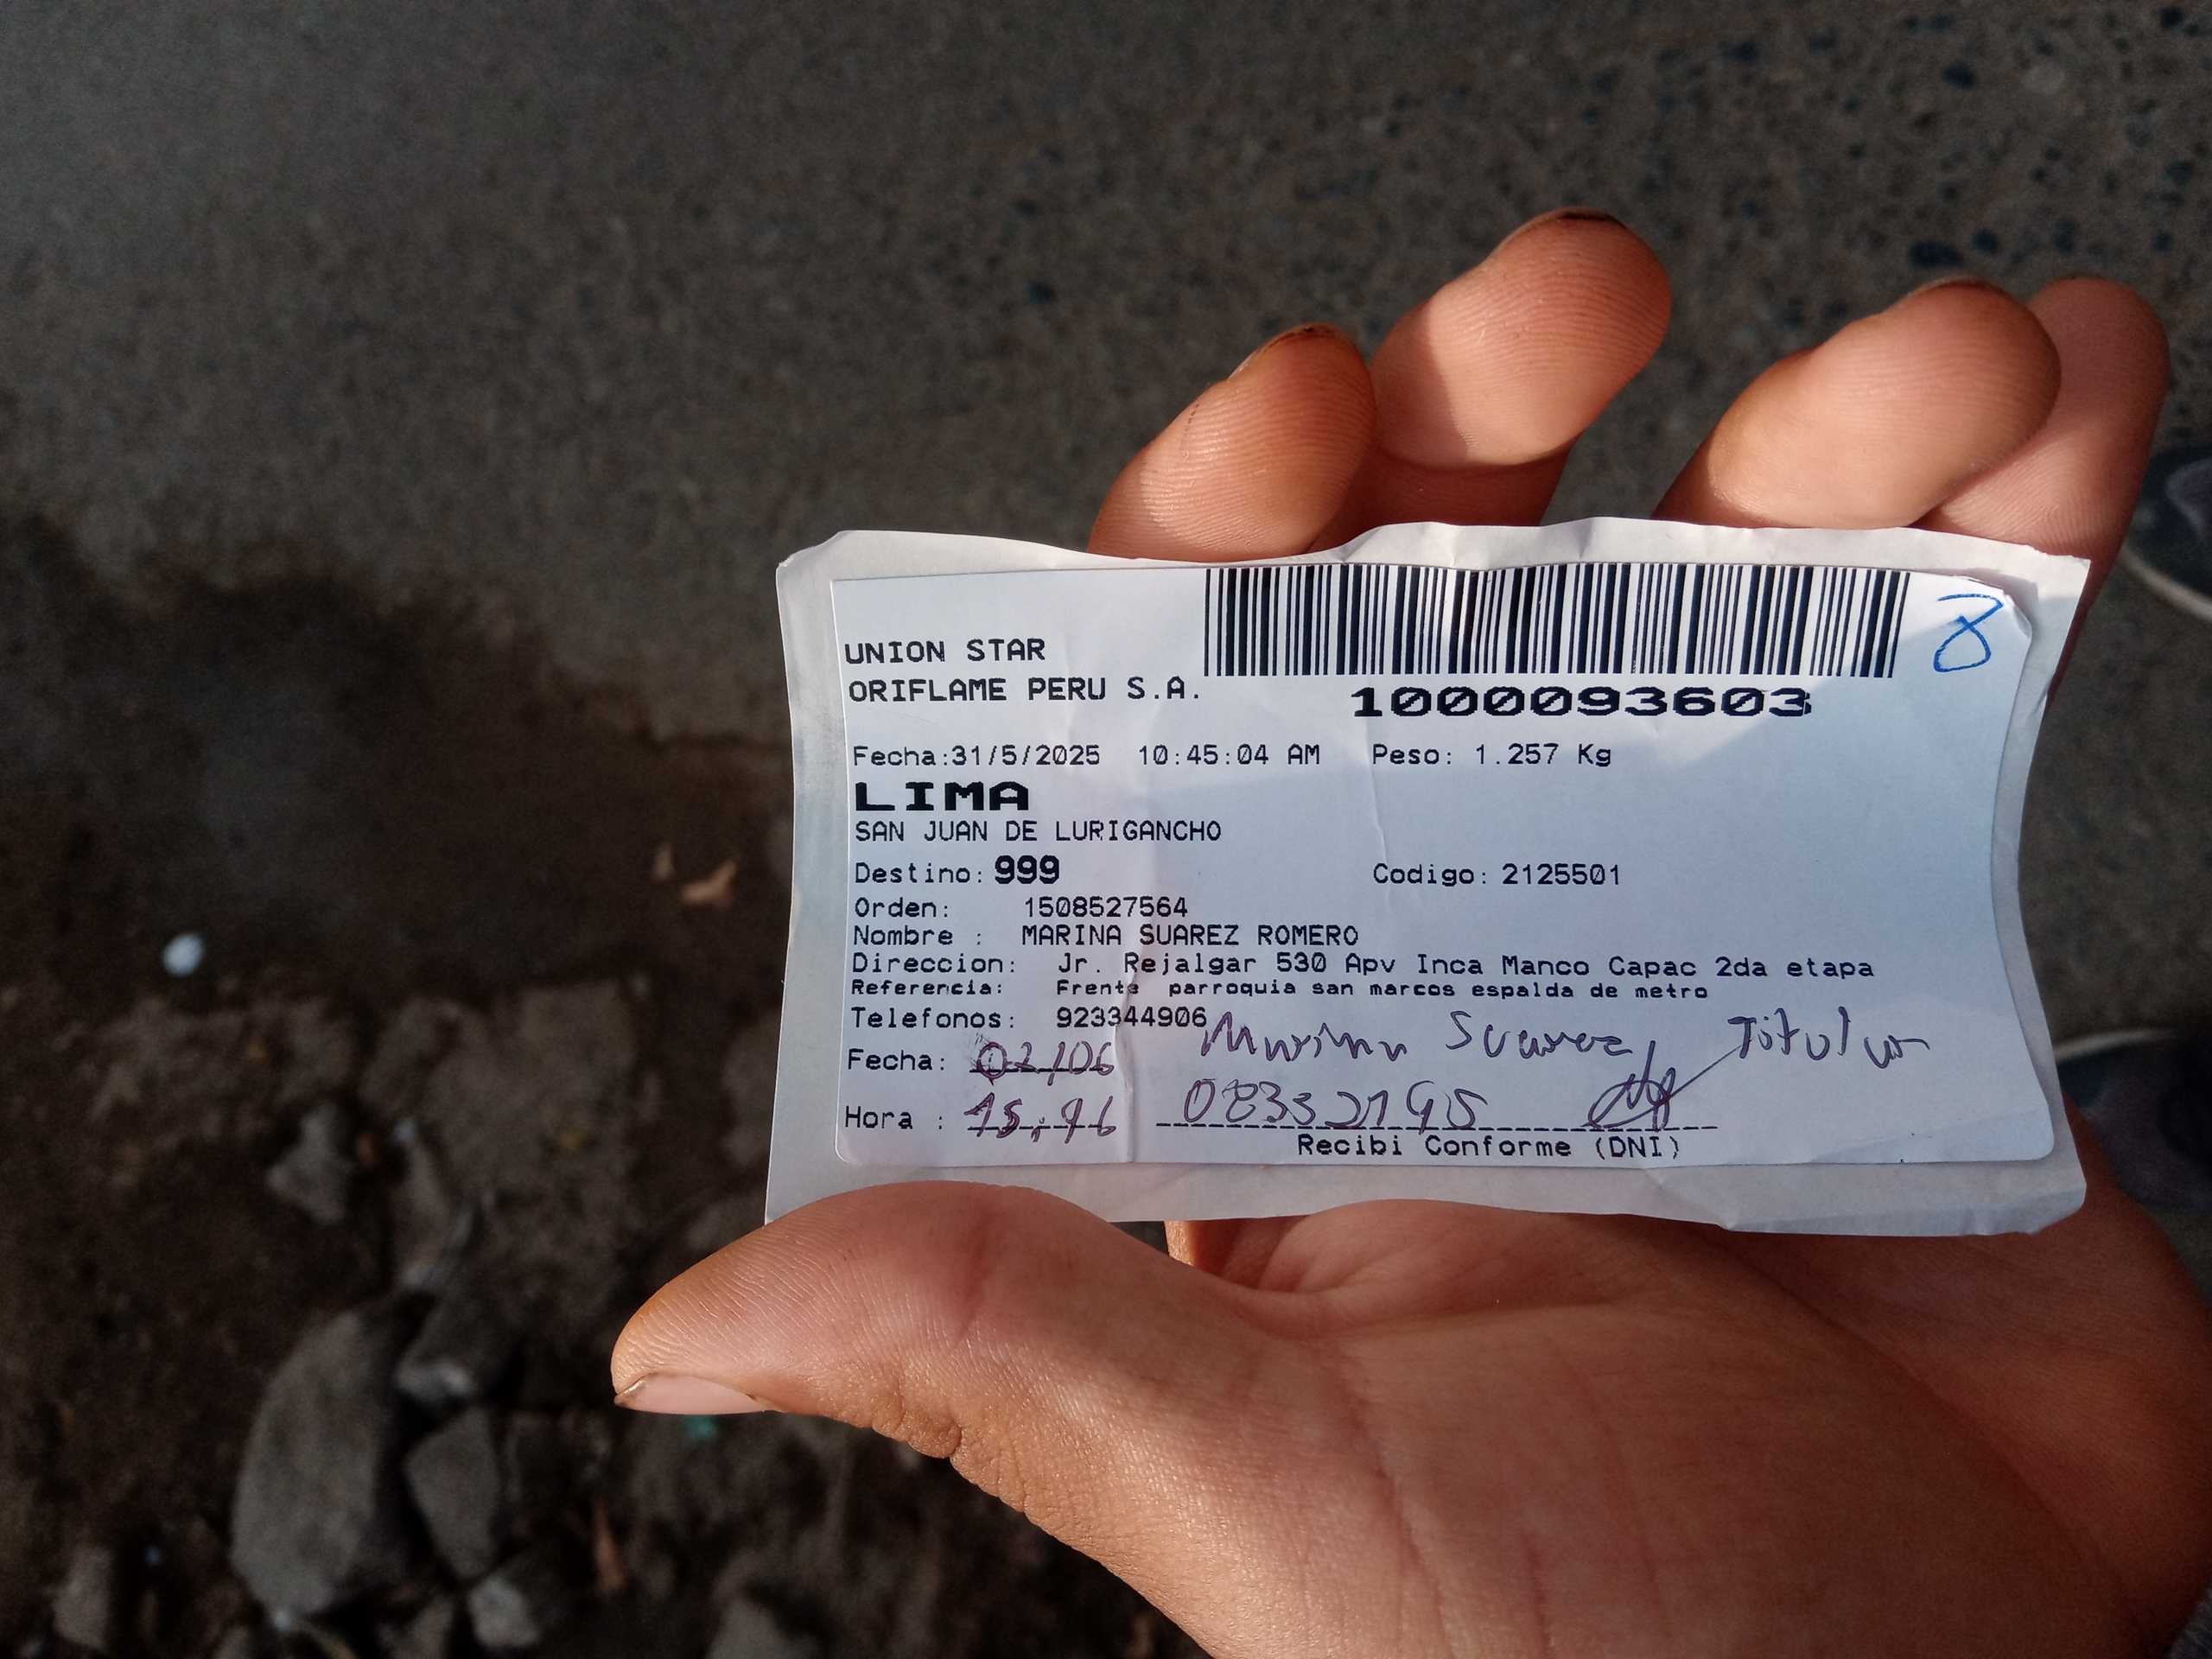 UNION STAR
ORIFLAME PERU S.A.
1000093603
8
Fecha:31/5/2025 10:45:04 AM Peso: 1.257 Kg
LIMA
SAN JUAN DE LURIGANCHO
Destino: 999 Codigo: 2125501
Orden: 1508527564
Nombre : MARINA SUAREZ ROMERO
Direccion: Jr. Rejalgar 530 Apv Inca Manco Capac 2da etapa
Referencia: Frente parroquia san marcos espalda de metro
Telefonos: 923344906
Marina Suarez Titular
Fecha: 02/06
Hora :
Recibi Conforme (DNI)